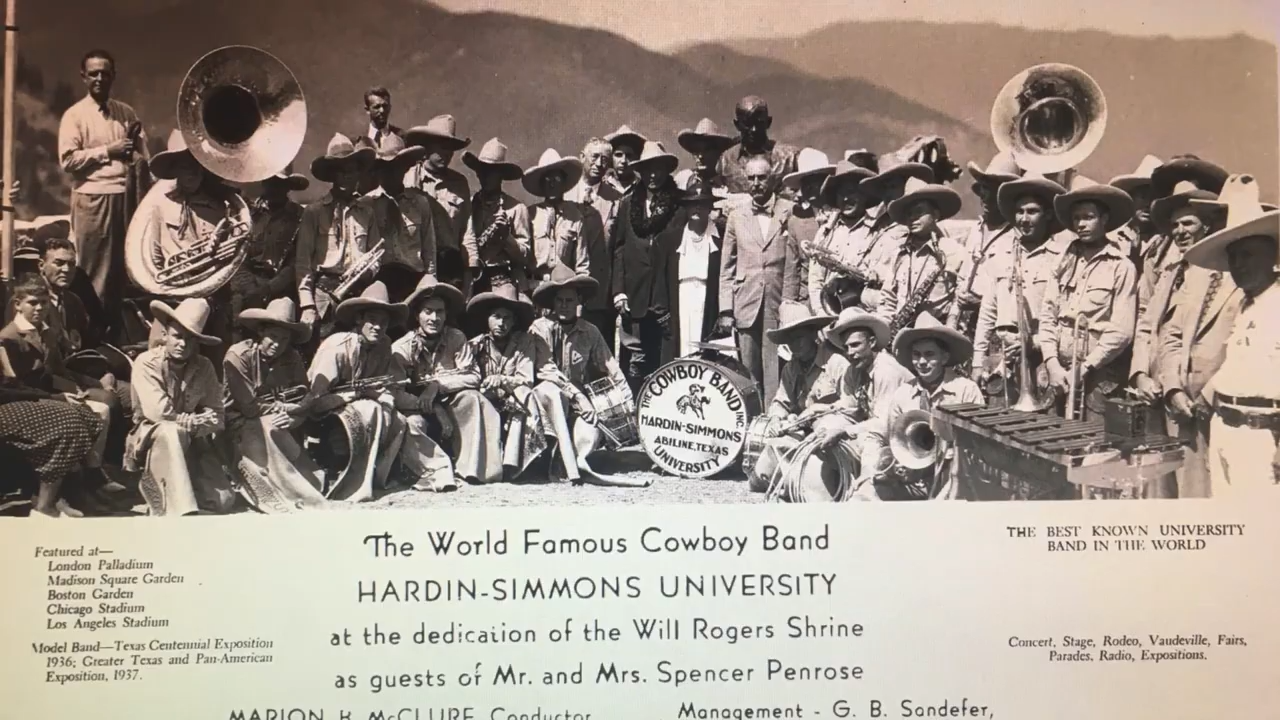 THE COWBOY BAND INC.
HARDIN-SIMMONS
ABILINE, TEXAS
UNIVERSITY
Featured at—
London Palladium
Madison Square Garden
Boston Garden
Chicago Stadium
Los Angeles Stadium
Model Band—Texas Centennial Exposition
1936; Greater Texas and Pan-American
Exposition, 1937.
The World Famous Cowboy Band
HARDIN-SIMMONS UNIVERSITY
at the dedication of the Will Rogers Shrine
as guests of Mr. and Mrs. Spencer Penrose
MARION B. McCLURE, Conductor
Management - G. B. Sandefer,
THE BEST KNOWN UNIVERSITY
BAND IN THE WORLD
Concert, Stage, Rodeo, Vaudeville, Fairs,
Parades, Radio, Expositions.